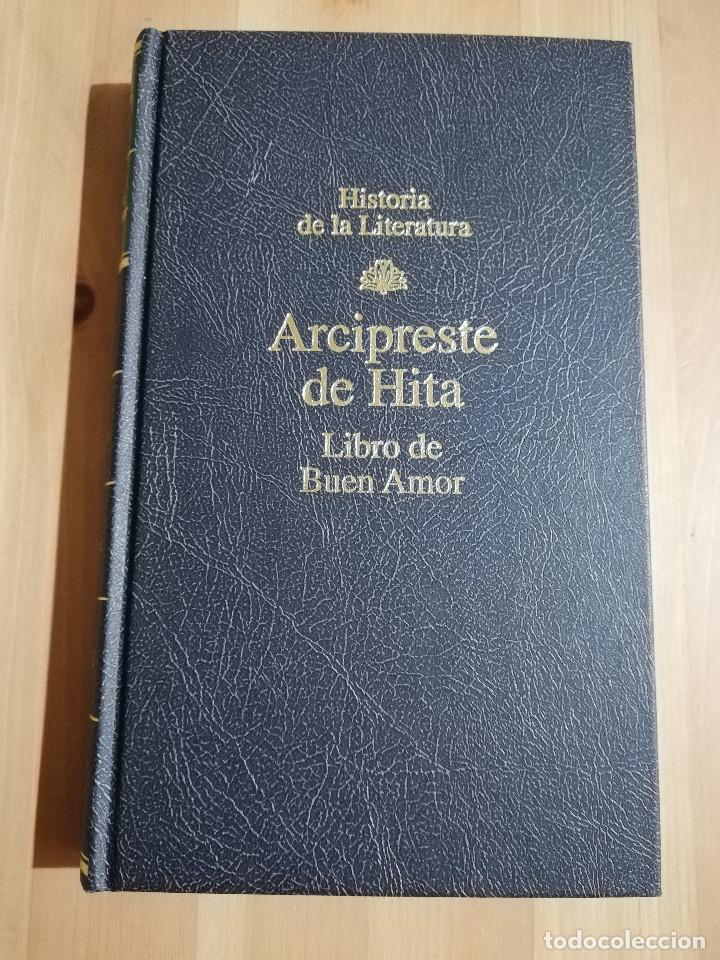 Historia
de la Literatura
Arcipreste
de Hita
Libro de
Buen Amor
todocoleccion